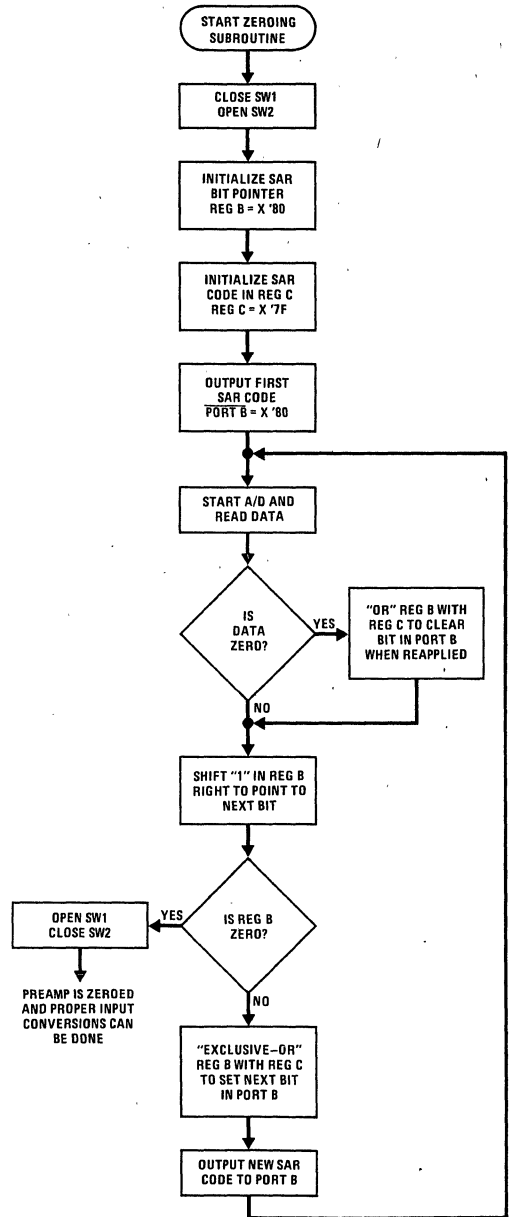 START ZEROING
SUBROUTINE
CLOSE SW1
OPEN SW2
INITIALIZE SAR
BIT POINTER
REG B = X '80
INITIALIZE SAR
CODE IN REG C
REG C = X '7F
OUTPUT FIRST
SAR CODE
PORT B = X '80
START A/D AND
READ DATA
IS
DATA
ZERO?
YES
"OR" REG B WITH
REG C TO CLEAR
BIT IN PORT B
WHEN REAPPLIED
NO
SHIFT "1" IN REG B
RIGHT TO POINT TO
NEXT BIT
IS REG B
ZERO?
YES
OPEN SW1
CLOSE SW2
PREAMP IS ZEROED
AND PROPER INPUT
CONVERSIONS CAN
BE DONE
NO
"EXCLUSIVE–OR"
REG B WITH REG C
TO SET NEXT BIT
IN PORT B
OUTPUT NEW SAR
CODE TO PORT B